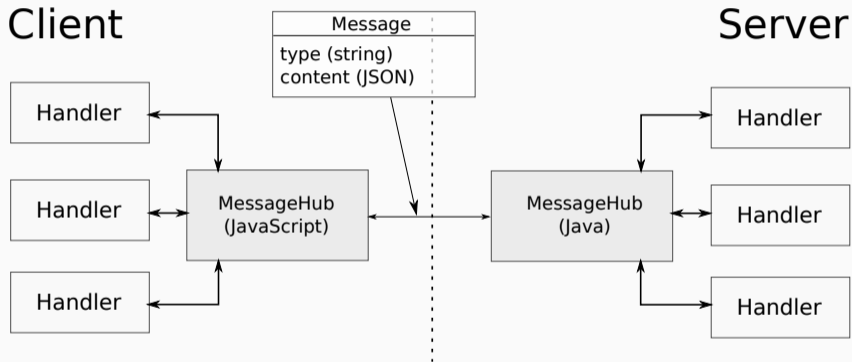 Client
Message
Server
type (string)
content (JSON)
Handler
Handler
MessageHub
(JavaScript)
MessageHub
(Java)
Handler
Handler
Handler
Handler